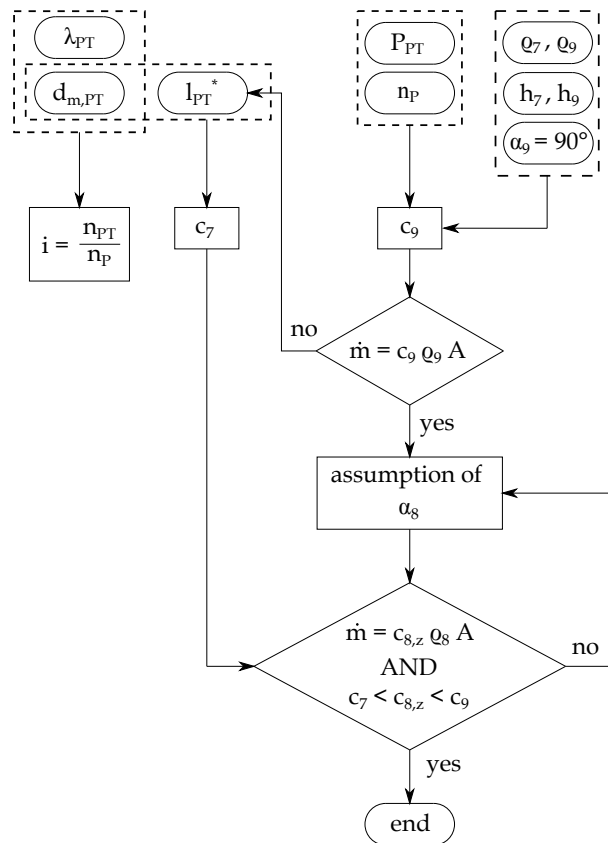 λPT
dm,PT
lPT*
PPT
nP
ϱ7 , ϱ9
h7 , h9
α9 = 90°
i = nPT
nP
c7
c9
no
ṁ = c9 ϱ9 A
yes
assumption of
α8
ṁ = c8,z ϱ8 A
AND
c7 < c8,z < c9
no
yes
end